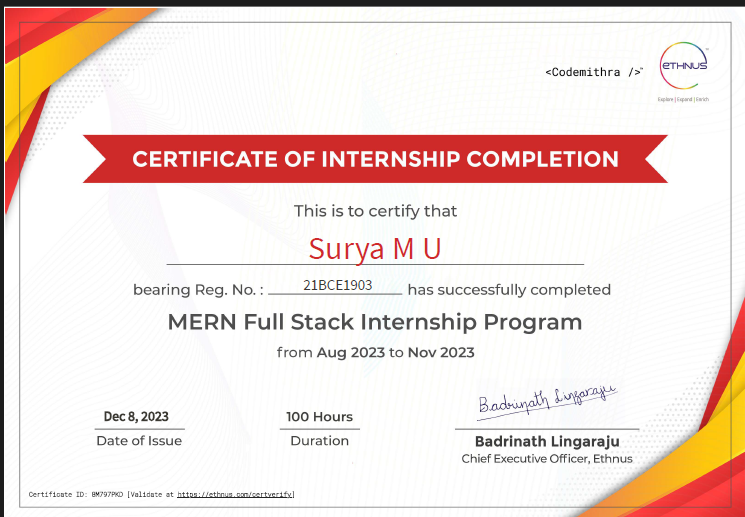 <Codemithra />™
eTHNUS
Explore | Expand | Enrich
CERTIFICATE OF INTERNSHIP COMPLETION
This is to certify that
Surya M U
bearing Reg. No. : 21BCE1903 has successfully completed
MERN Full Stack Internship Program
from Aug 2023 to Nov 2023
Badrinath Lingaraju
Dec 8, 2023
Date of Issue
100 Hours
Duration
Badrinath Lingaraju
Chief Executive Officer, Ethnus
Certificate ID: BM797PKD [Validate at https://ethnus.com/certverify]